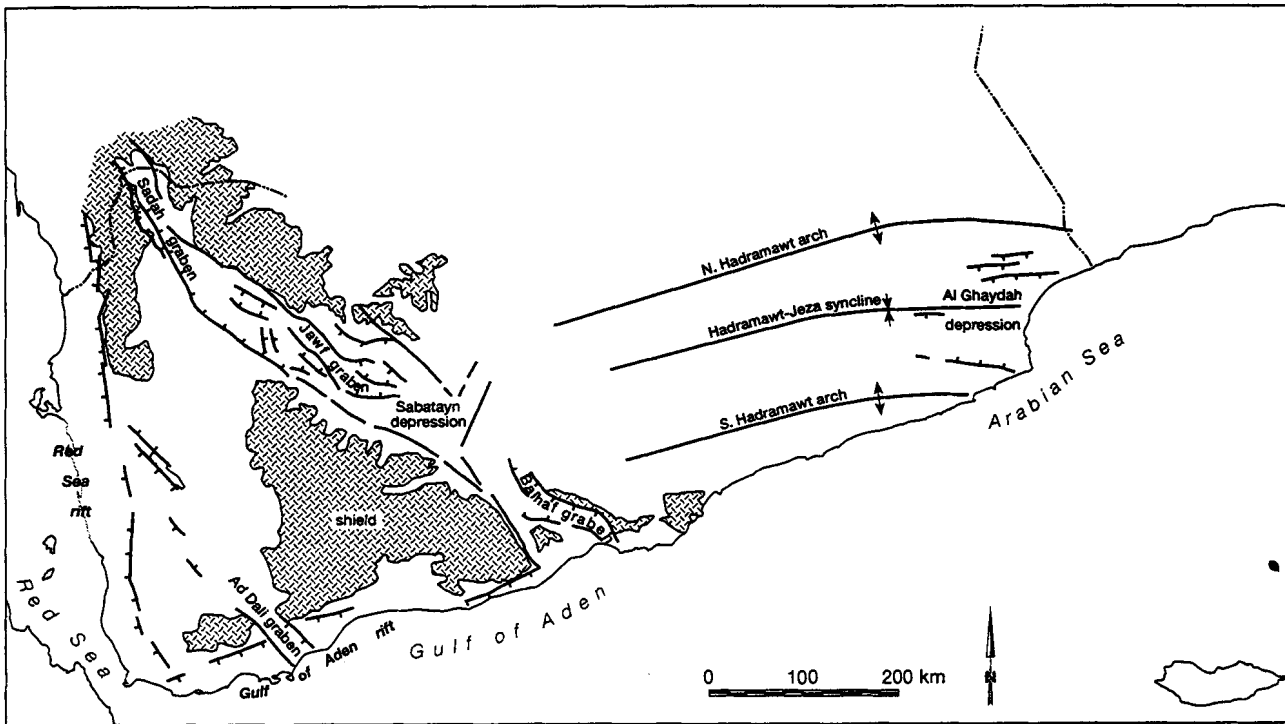 Sadah graben
N. Hadramawt arch
Hadramawt-Jeza syncline
Al Ghaydah
depression
Jawf graben
S. Hadramawt arch
Sabatayn
depression
Arabian Sea
Red
Sea
rift
Balhaf grabe
shield
Ad Dali graben
Red Sea
Gulf of Aden
Gulf of Aden rift
0 100 200 km
N